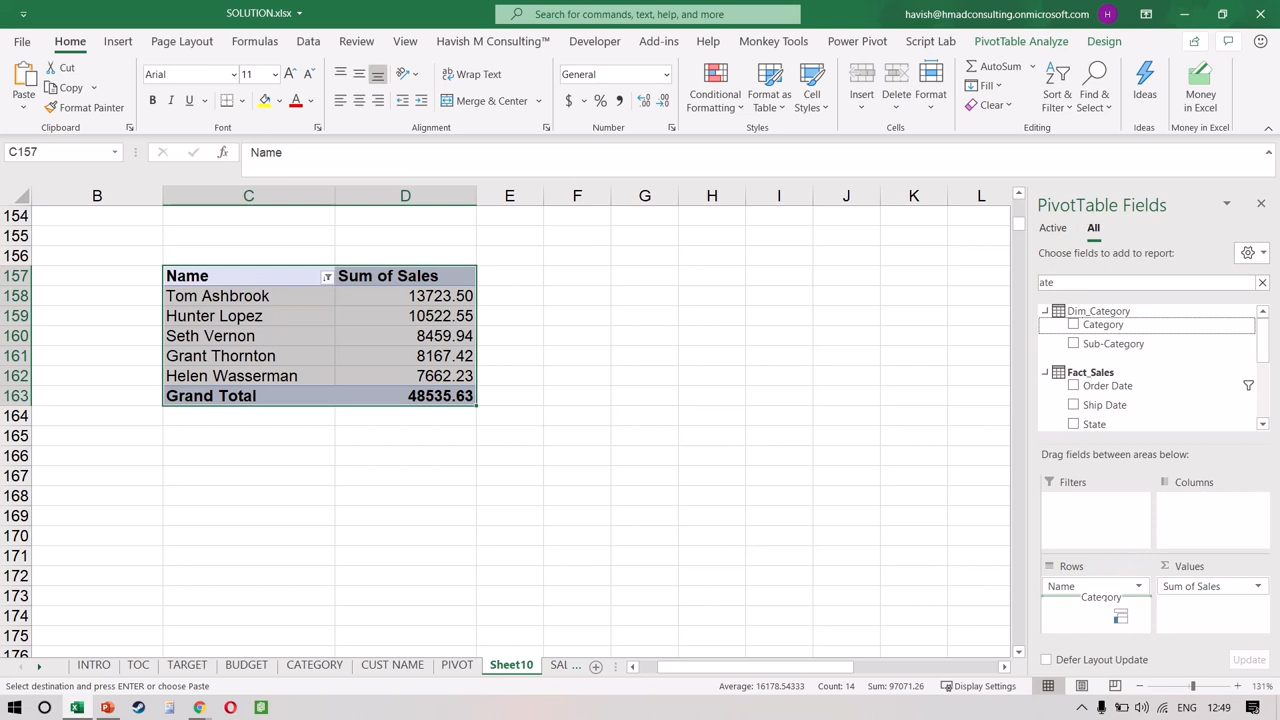 SOLUTION.xlsx
Search for commands, text, help, and more
havish@hmadconsulting.onmicrosoft.com
H
File Home Insert Page Layout Formulas Data Review View Havish M Consulting™ Developer Add-ins Help Monkey Tools Power Pivot Script Lab PivotTable Analyze Design
Paste
Cut
Copy
Format Painter
Clipboard
Arial 11
B I U
Font
Wrap Text
Merge & Center
Alignment
General
$ % ,
Number
Conditional Formatting
Format as Table
Cell Styles
Styles
Insert
Delete
Format
Cells
AutoSum
Fill
Clear
Sort & Filter
Find & Select
Editing
Ideas
Ideas
Money in Excel
Money in Excel
C157 fx Name
B C D E F G H I J K L
154
155
156
157 Name Sum of Sales
158 Tom Ashbrook 13723.50
159 Hunter Lopez 10522.55
160 Seth Vernon 8459.94
161 Grant Thornton 8167.42
162 Helen Wasserman 7662.23
163 Grand Total 48535.63
164
165
166
167
168
169
170
171
172
173
174
175
176
PivotTable Fields
Active All
Choose fields to add to report:
ate
Dim_Category
Category
Sub-Category
Fact_Sales
Order Date
Ship Date
State
Drag fields between areas below:
Filters
Columns
Rows
Values
Name
Sum of Sales
Category
Defer Layout Update
Update
INTRO TOC TARGET BUDGET CATEGORY CUST NAME PIVOT Sheet10 SAL ...
Select destination and press ENTER or choose Paste
Average: 16178.54333 Count: 14 Sum: 97071.26 Display Settings 131%
ENG 12:49